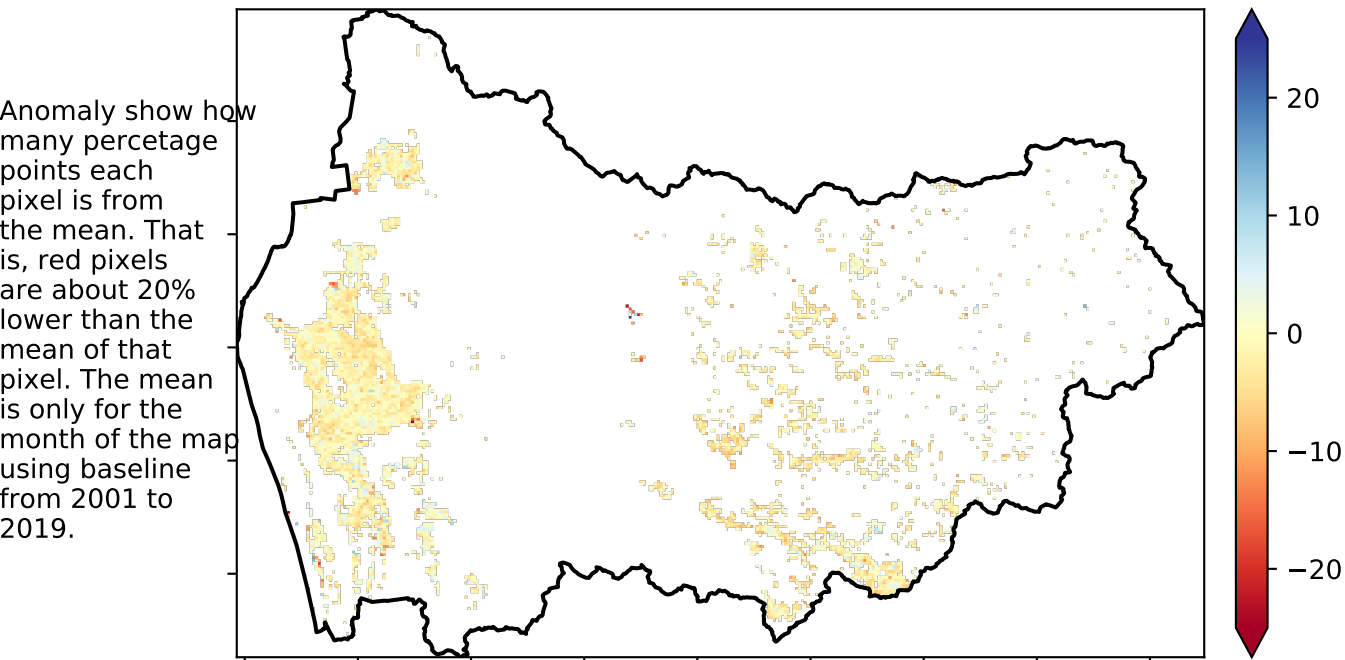 Anomaly show how
many percetage
points each
pixel is from
the mean. That
is, red pixels
are about 20%
lower than the
mean of that
pixel. The mean
is only for the
month of the map
using baseline
from 2001 to
2019.
20
10
0
−10
−20